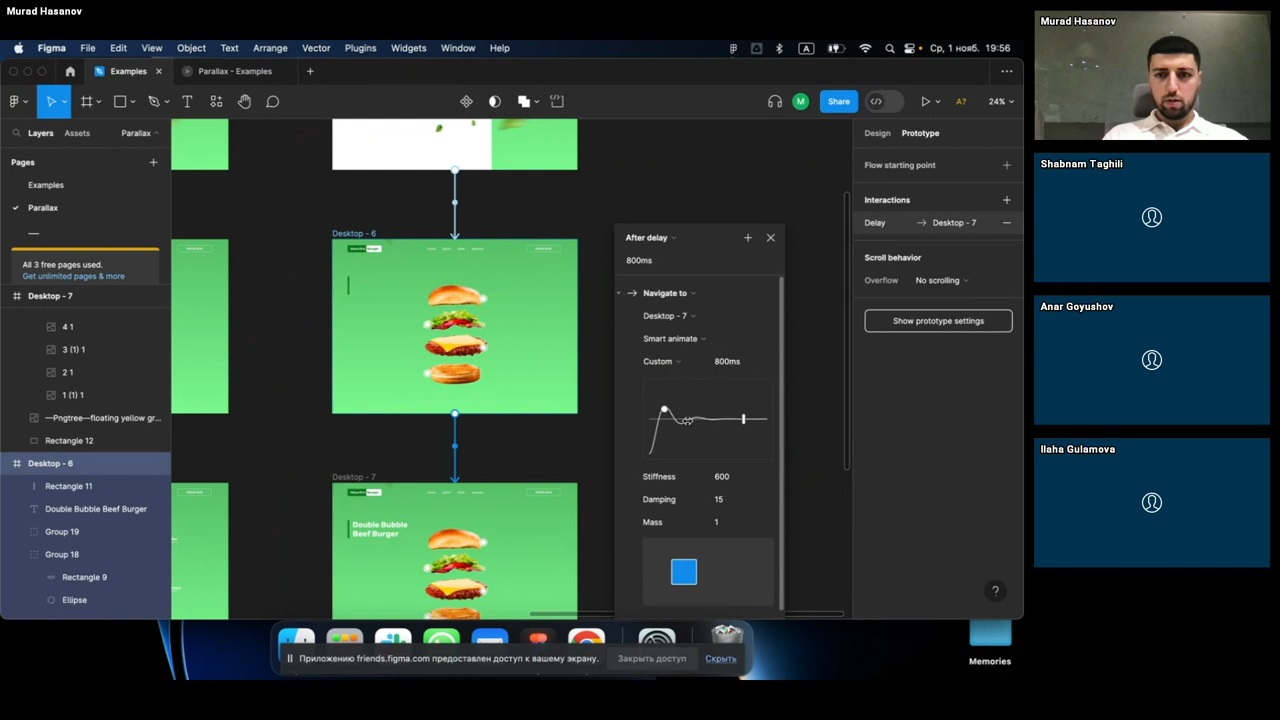 Murad Hasanov
Figma File Edit View Object Text Arrange Vector Plugins Widgets Window Help
A Ср, 1 нояб. 19:56
Examples
Parallax - Examples
M
Share
A?
24%
Layers Assets Parallax
Pages
Examples
Parallax
All 3 free pages used.
Get unlimited pages & more
Desktop - 7
4 1
3 (1) 1
2 1
1 (1) 1
—Pngtree—floating yellow gr...
Rectangle 12
Desktop - 6
Rectangle 11
Double Bubble Beef Burger
Group 19
Group 18
Rectangle 9
Ellipse
Desktop - 6
Desktop - 7
Double Bubble
Beef Burger
After delay
800ms
Navigate to
Desktop - 7
Smart animate
Custom 800ms
Stiffness 600
Damping 15
Mass 1
Design Prototype
Flow starting point
Interactions
Delay Desktop - 7
Scroll behavior
Overflow No scrolling
Show prototype settings
?
Приложению friends.figma.com предоставлен доступ к вашему экрану. Закрыть доступ Скрыть
Memories
Murad Hasanov
Shabnam Taghili
Anar Goyushov
Ilaha Gulamova